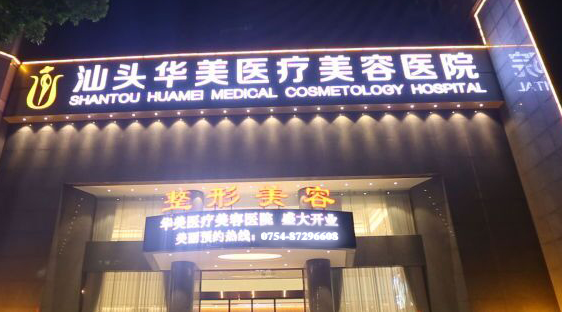 汕头华美医疗美容医院
SHANTOU HUAMEI MEDICAL COSMETOLOGY HOSPITAL
整形美容
华美医疗美容医院 盛大开业
美丽预约热线：0754-87296608
院
ITAL